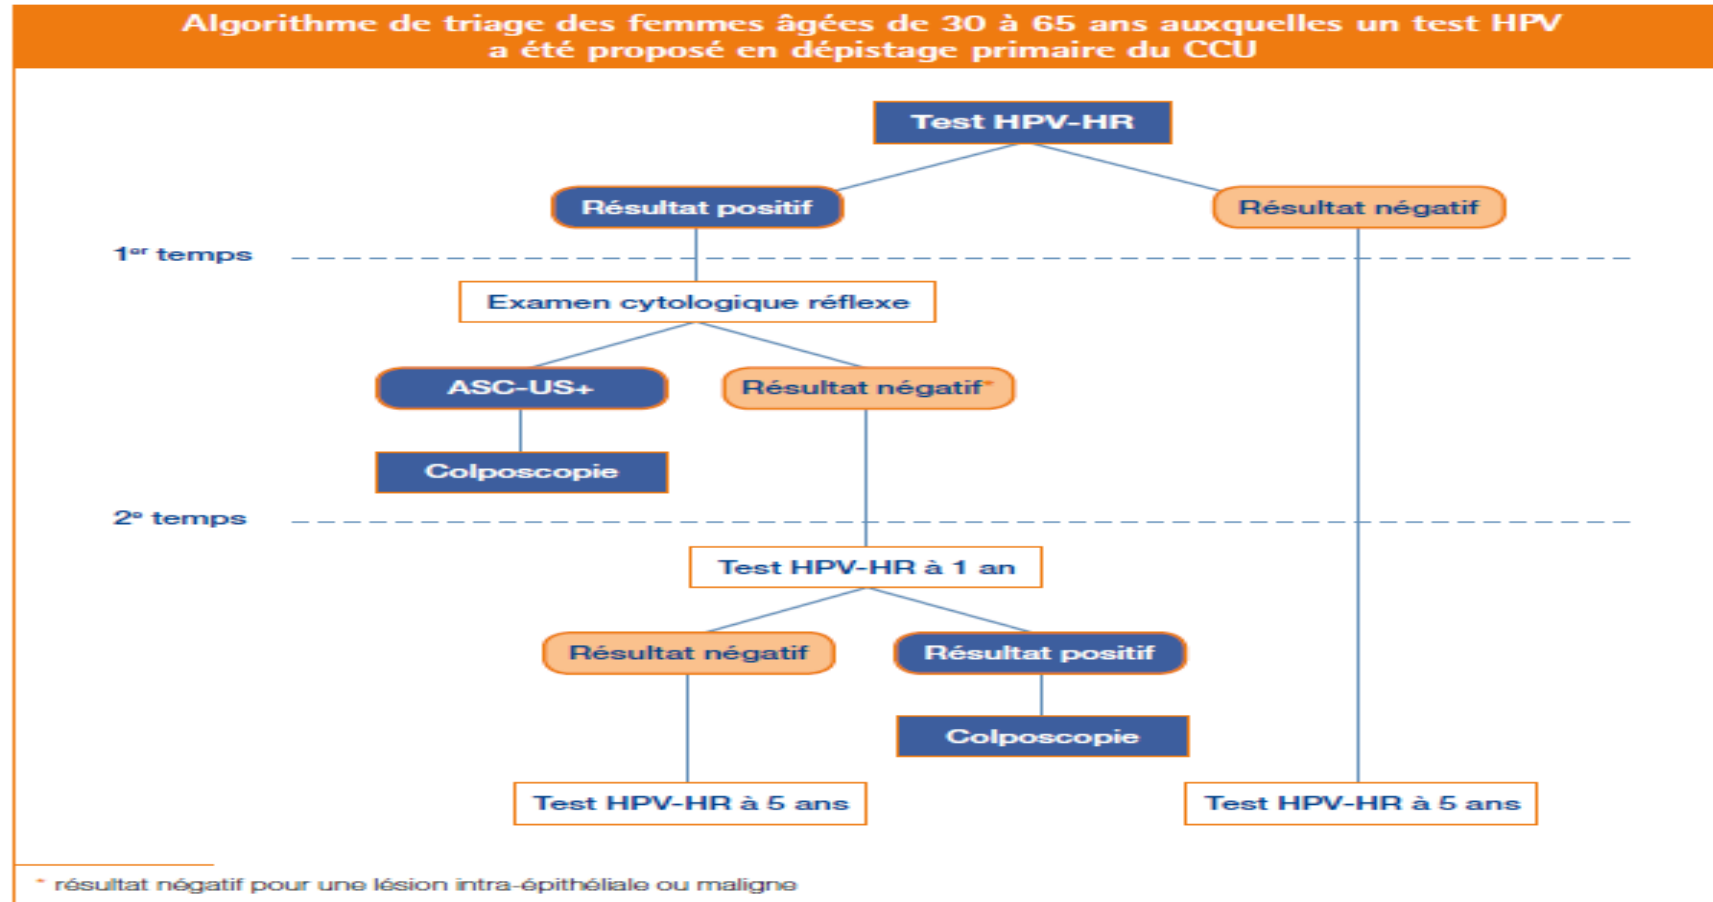 Algorithme de triage des femmes âgées de 30 à 65 ans auxquelles un test HPV
a été proposé en dépistage primaire du CCU
Test HPV-HR
Résultat positif
Résultat négatif
1er temps
Examen cytologique réflexe
ASC-US+
Résultat négatif*
Colposcopie
2e temps
Test HPV-HR à 1 an
Résultat négatif
Résultat positif
Colposcopie
Test HPV-HR à 5 ans
Test HPV-HR à 5 ans
* résultat négatif pour une lésion intra-épithéliale ou maligne